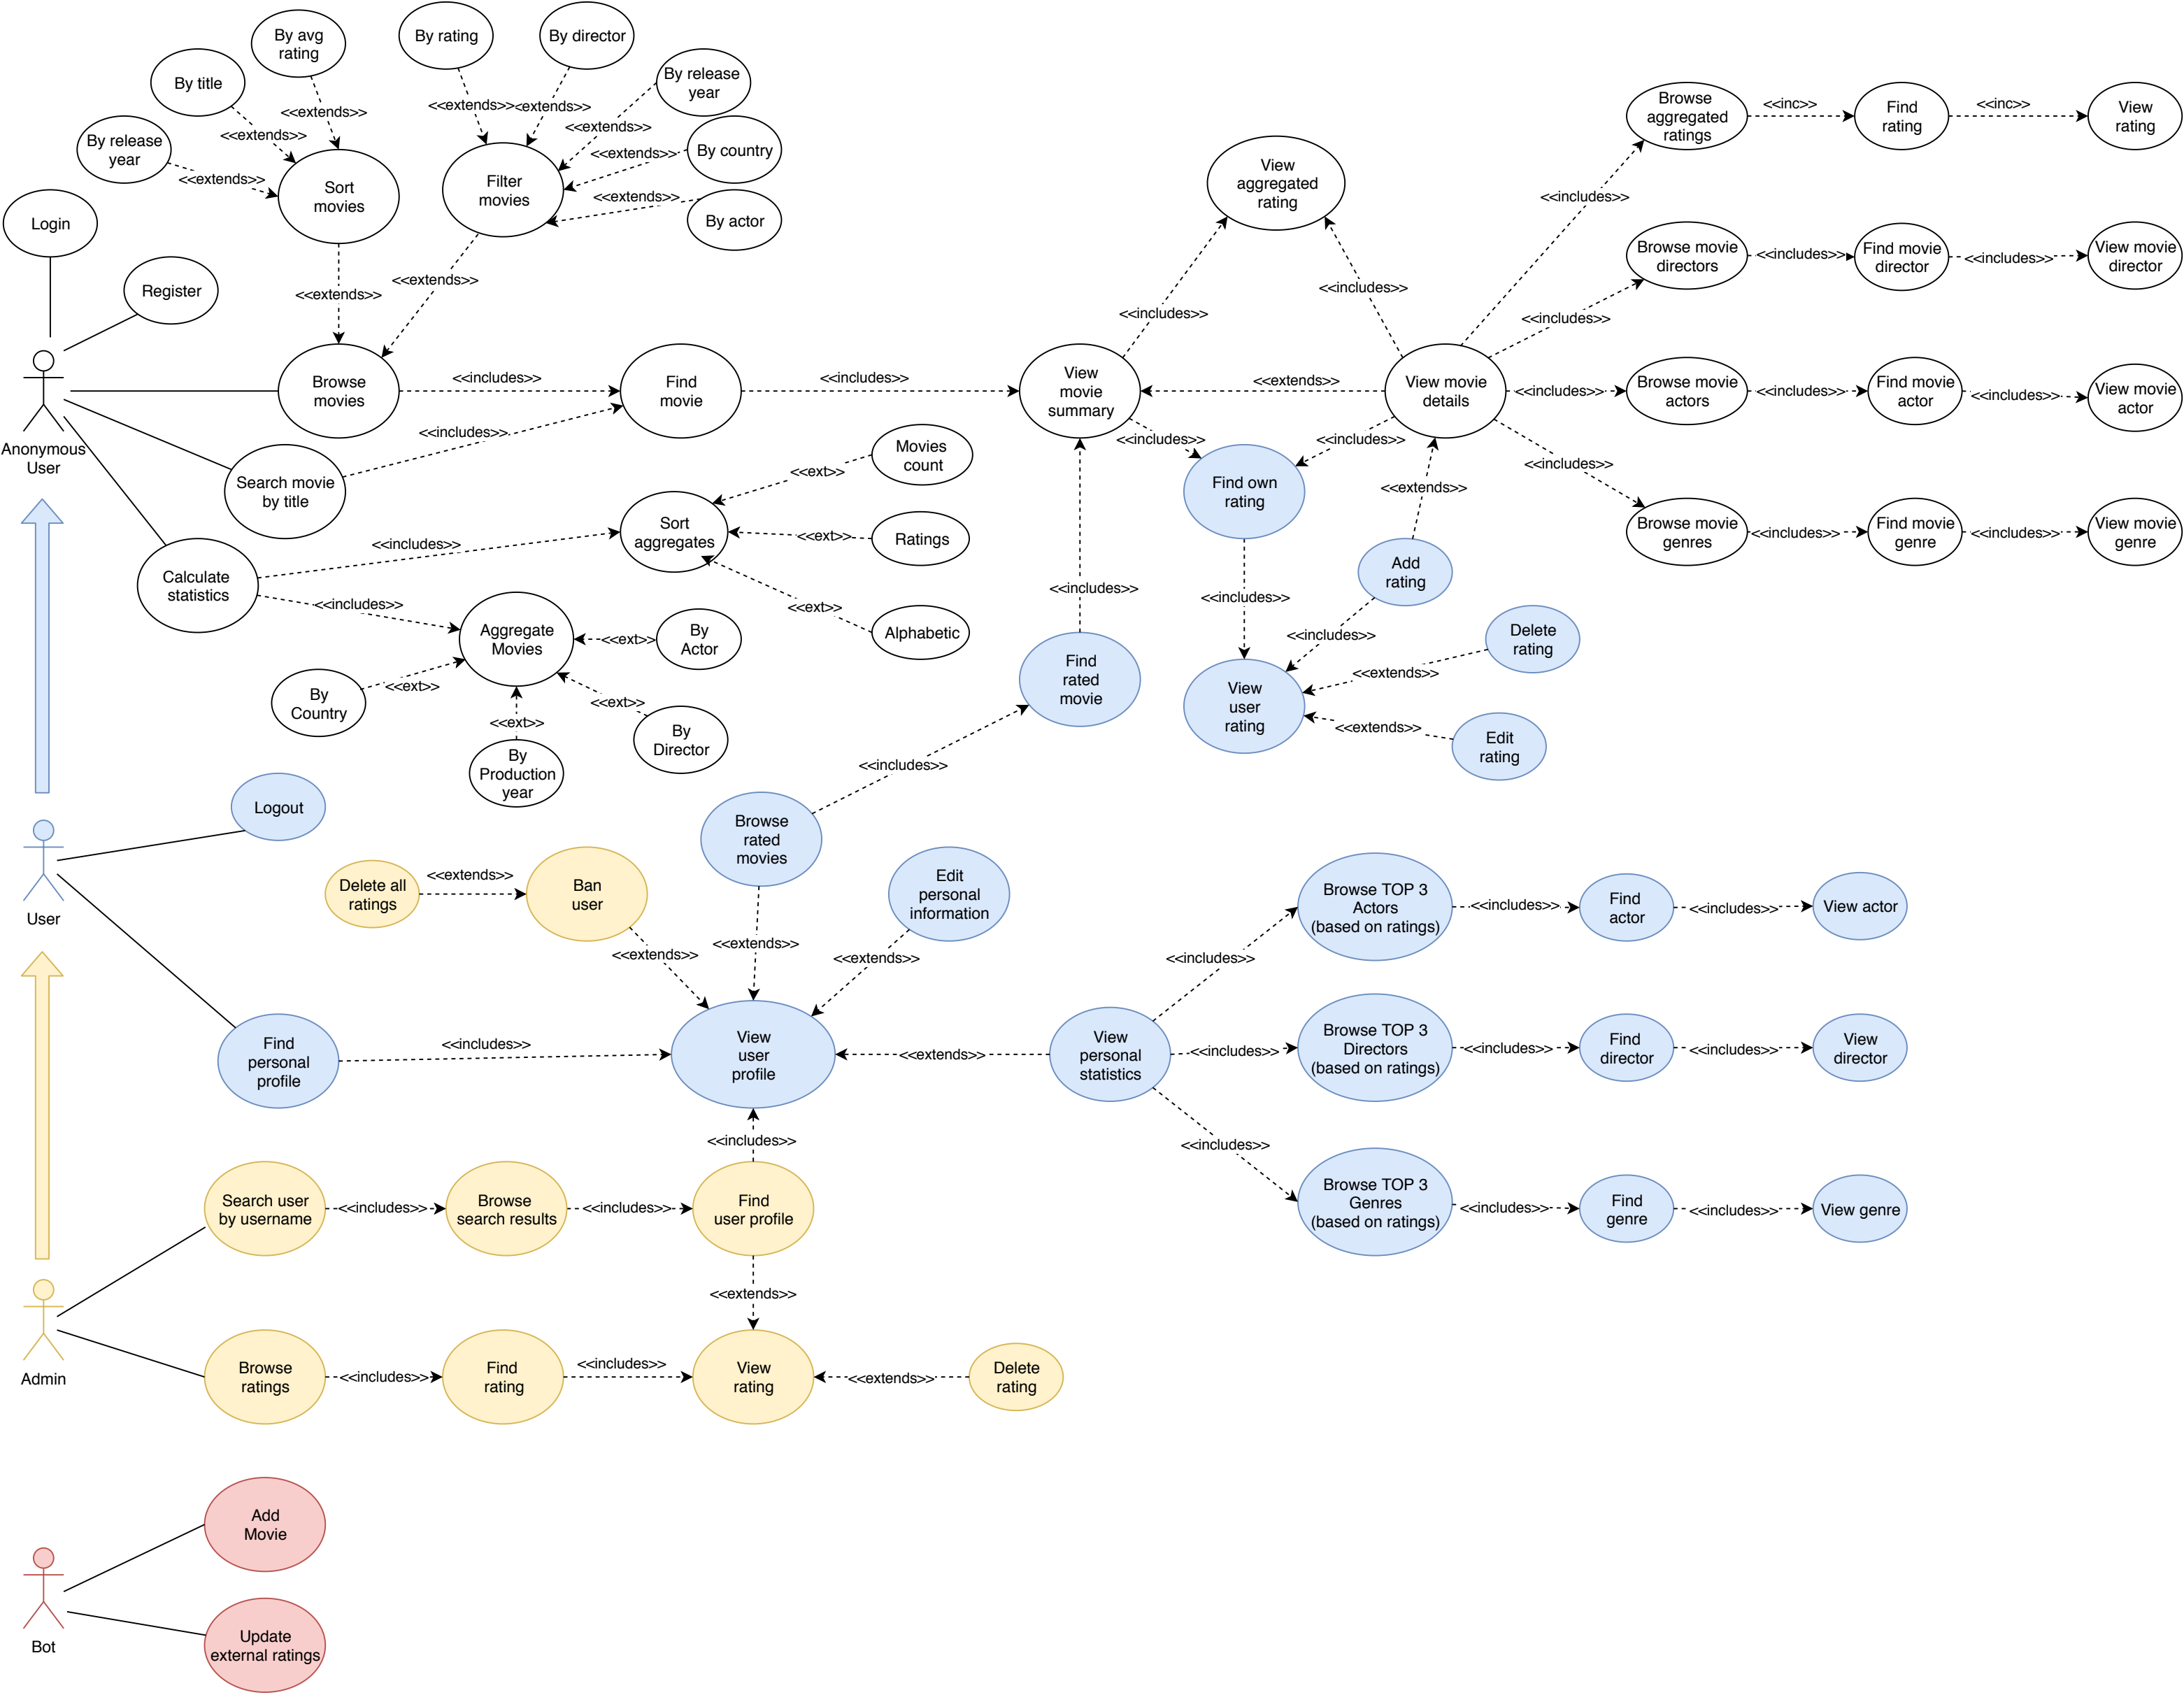 By avg
rating
By rating
By director
By title
By release
year
<<extends>>
<<extends>>
<<extends>>
<<extends>>
<<extends>>
By release
year
<<extends>>
By country
<<extends>>
By actor
<<extends>>
<<extends>>
Sort
movies
Filter
movies
Login
Register
<<extends>>
<<extends>>
Browse
movies
<<includes>>
Find
movie
<<includes>>
View
movie
summary
<<extends>>
View movie
details
View
aggregated
rating
<<includes>>
<<includes>>
Browse
aggregated
ratings
<<inc>>
Find
rating
<<inc>>
View
rating
<<includes>>
Browse movie
directors
<<includes>>
Find movie
director
<<includes>>
View movie
director
<<includes>>
<<includes>>
Browse movie
actors
<<includes>>
Find movie
actor
<<includes>>
View movie
actor
<<includes>>
Browse movie
genres
<<includes>>
Find movie
genre
<<includes>>
View movie
genre
Anonymous
User
Search movie
by title
<<includes>>
Calculate
statistics
<<includes>>
<<includes>>
Sort
aggregates
<<ext>>
Movies
count
<<ext>>
Ratings
<<ext>>
Alphabetic
Aggregate
Movies
<<ext>>
By
Actor
<<ext>>
By
Country
<<ext>>
By
Production
year
<<ext>>
By
Director
<<includes>>
<<includes>>
Find own
rating
<<extends>>
Add
rating
<<includes>>
<<includes>>
<<includes>>
Delete
rating
<<extends>>
View
user
rating
<<extends>>
Edit
rating
Find
rated
movie
<<includes>>
Logout
User
Browse
rated
movies
Delete all
ratings
<<extends>>
Ban
user
Edit
personal
information
<<extends>>
<<extends>>
<<extends>>
Find
personal
profile
<<includes>>
View
user
profile
<<extends>>
View
personal
statistics
<<includes>>
Browse TOP 3
Actors
(based on ratings)
<<includes>>
Find
actor
<<includes>>
View actor
<<includes>>
Browse TOP 3
Directors
(based on ratings)
<<includes>>
Find
director
<<includes>>
View
director
<<includes>>
Browse TOP 3
Genres
(based on ratings)
<<includes>>
Find
genre
<<includes>>
View genre
<<includes>>
Search user
by username
<<includes>>
Browse
search results
<<includes>>
Find
user profile
<<extends>>
Admin
Browse
ratings
<<includes>>
Find
rating
<<includes>>
View
rating
<<extends>>
Delete
rating
Add
Movie
Bot
Update
external ratings